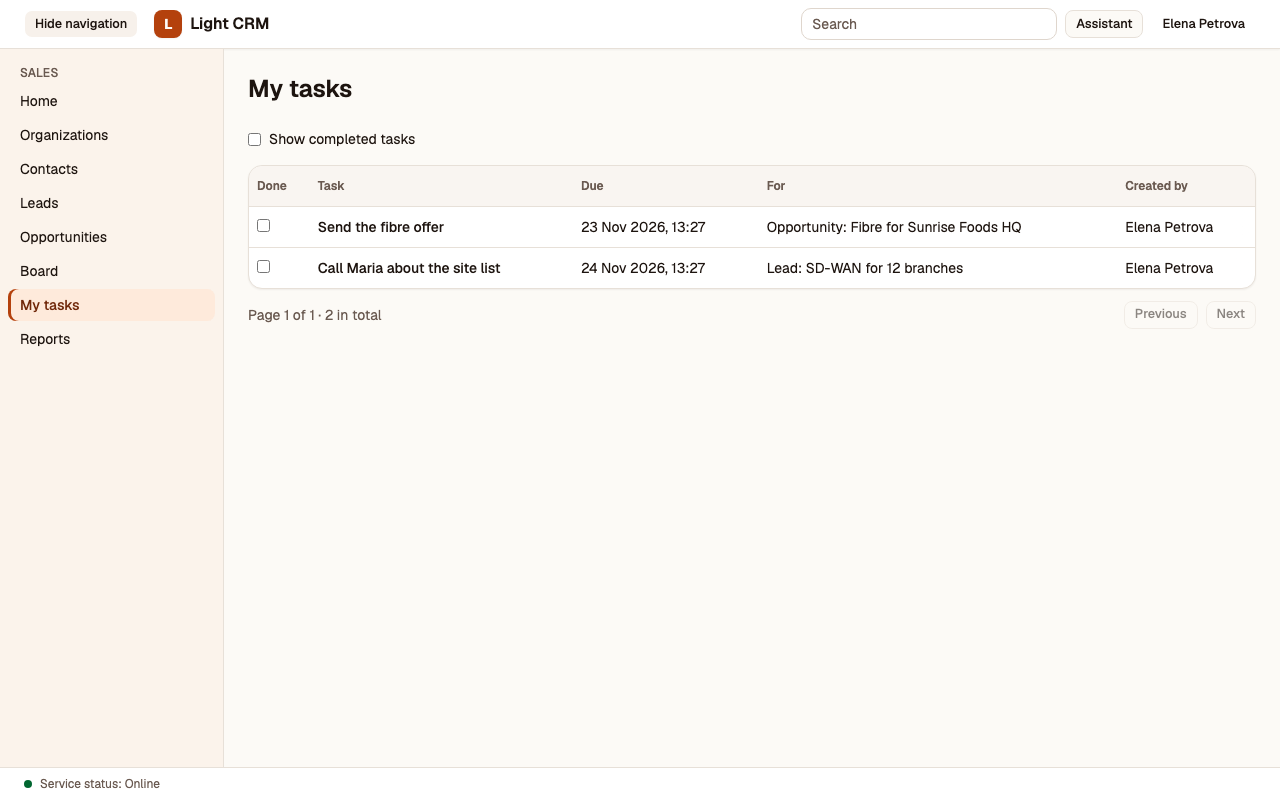 Hide navigation
L
Light CRM
Search
Assistant
Elena Petrova
SALES
Home
Organizations
Contacts
Leads
Opportunities
Board
My tasks
Reports
My tasks
Show completed tasks
Done Task Due For Created by
Send the fibre offer 23 Nov 2026, 13:27 Opportunity: Fibre for Sunrise Foods HQ Elena Petrova
Call Maria about the site list 24 Nov 2026, 13:27 Lead: SD-WAN for 12 branches Elena Petrova
Page 1 of 1 · 2 in total
Previous
Next
Service status: Online